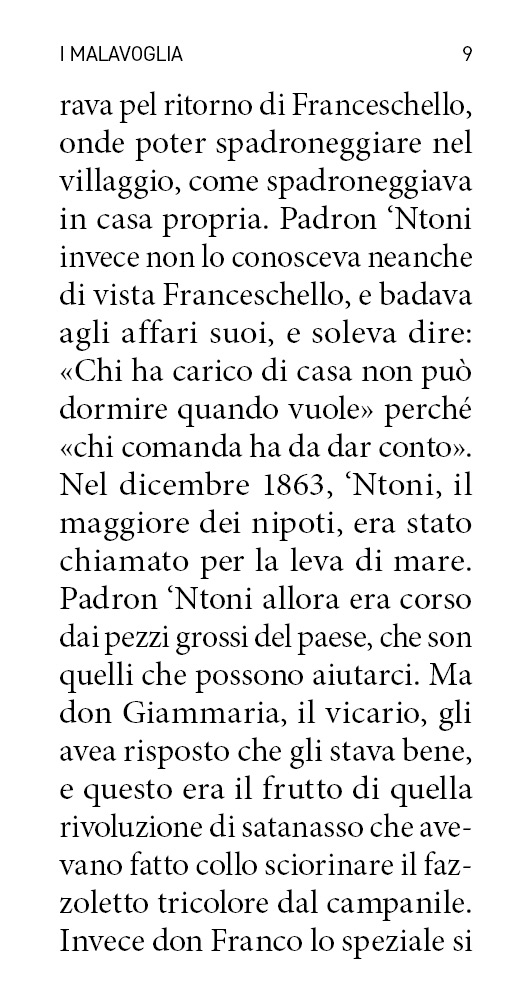 I MALAVOGLIA 9
rava pel ritorno di Franceschello,
onde poter spadroneggiare nel
villaggio, come spadroneggiava
in casa propria. Padron ‘Ntoni
invece non lo conosceva neanche
di vista Franceschello, e badava
agli affari suoi, e soleva dire:
«Chi ha carico di casa non può
dormire quando vuole» perché
«chi comanda ha da dar conto».
Nel dicembre 1863, ‘Ntoni, il
maggiore dei nipoti, era stato
chiamato per la leva di mare.
Padron ‘Ntoni allora era corso
dai pezzi grossi del paese, che son
quelli che possono aiutarci. Ma
don Giammaria, il vicario, gli
avea risposto che gli stava bene,
e questo era il frutto di quella
rivoluzione di satanasso che ave-
vano fatto collo sciorinare il faz-
zoletto tricolore dal campanile.
Invece don Franco lo speziale si